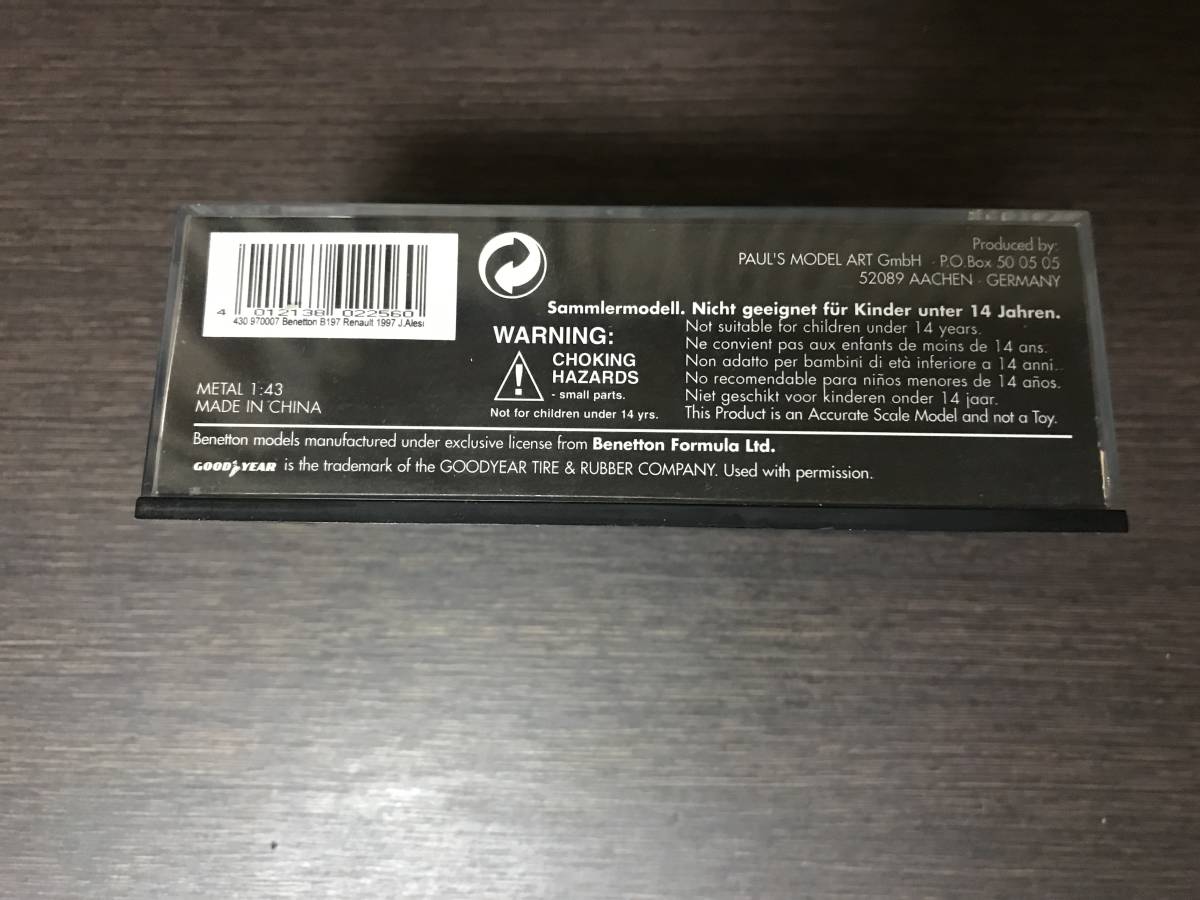 4 012138 022560
430 970007 Benetton B197 Renault 1997 J.Alesi
Produced by:
PAUL'S MODEL ART GmbH · P.O.Box 50 05 05
52089 AACHEN · GERMANY
Sammlermodell. Nicht geeignet für Kinder unter 14 Jahren.
WARNING:
CHOKING
HAZARDS
- small parts.
Not for children under 14 yrs.
Not suitable for children under 14 years.
Ne convient pas aux enfants de moins de 14 ans.
Non adatto per bambini di età inferiore a 14 anni.
No recomendable para niños menores de 14 años.
Niet geschikt voor kinderen onder 14 jaar.
This Product is an Accurate Scale Model and not a Toy.
METAL 1:43
MADE IN CHINA
Benetton models manufactured under exclusive license from Benetton Formula Ltd.
GOODYEAR is the trademark of the GOODYEAR TIRE & RUBBER COMPANY. Used with permission.